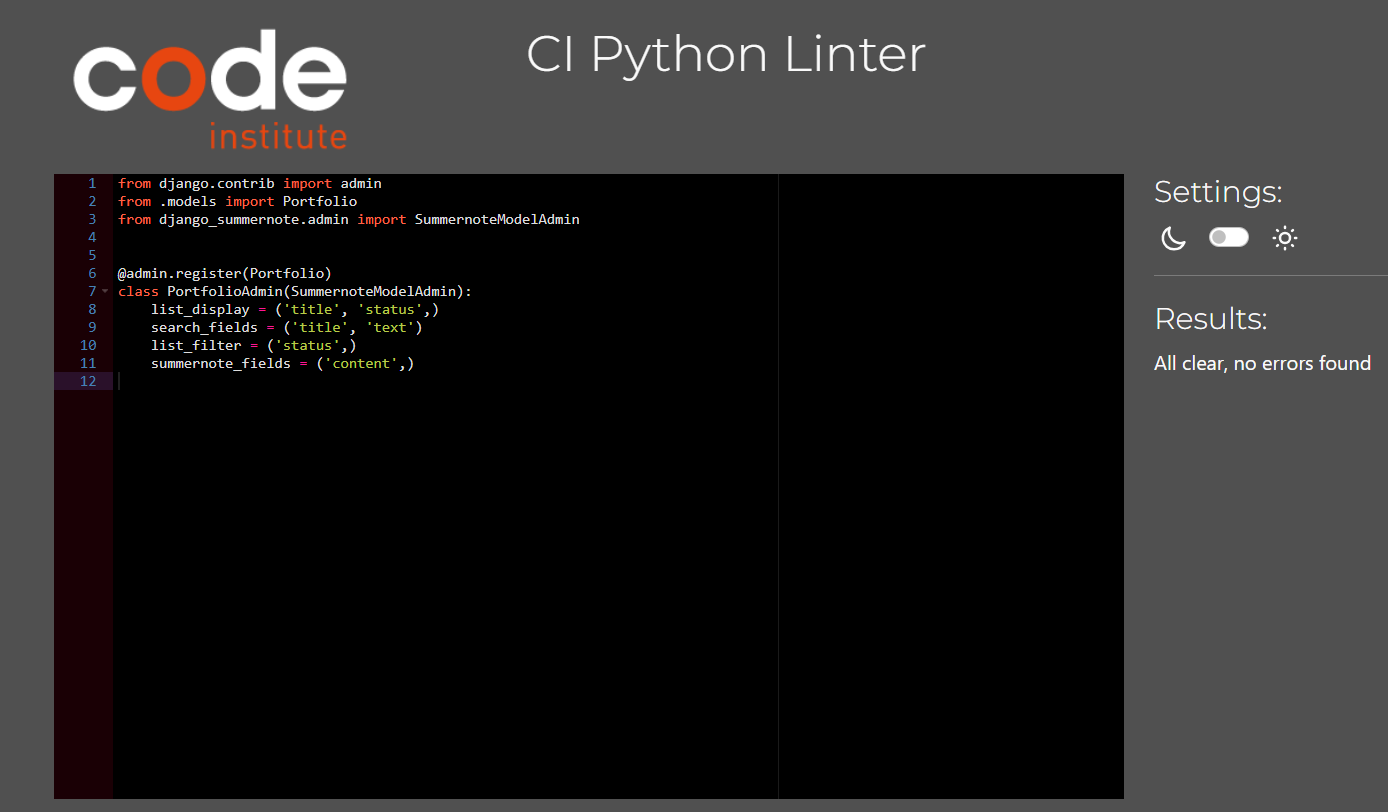 code
institute
CI Python Linter
1 from django.contrib import admin
2 from .models import Portfolio
3 from django_summernote.admin import SummernoteModelAdmin
4
5
6 @admin.register(Portfolio)
7 class PortfolioAdmin(SummernoteModelAdmin):
8     list_display = ('title', 'status',)
9     search_fields = ('title', 'text')
10     list_filter = ('status',)
11     summernote_fields = ('content',)
12
Settings:
Results:
All clear, no errors found